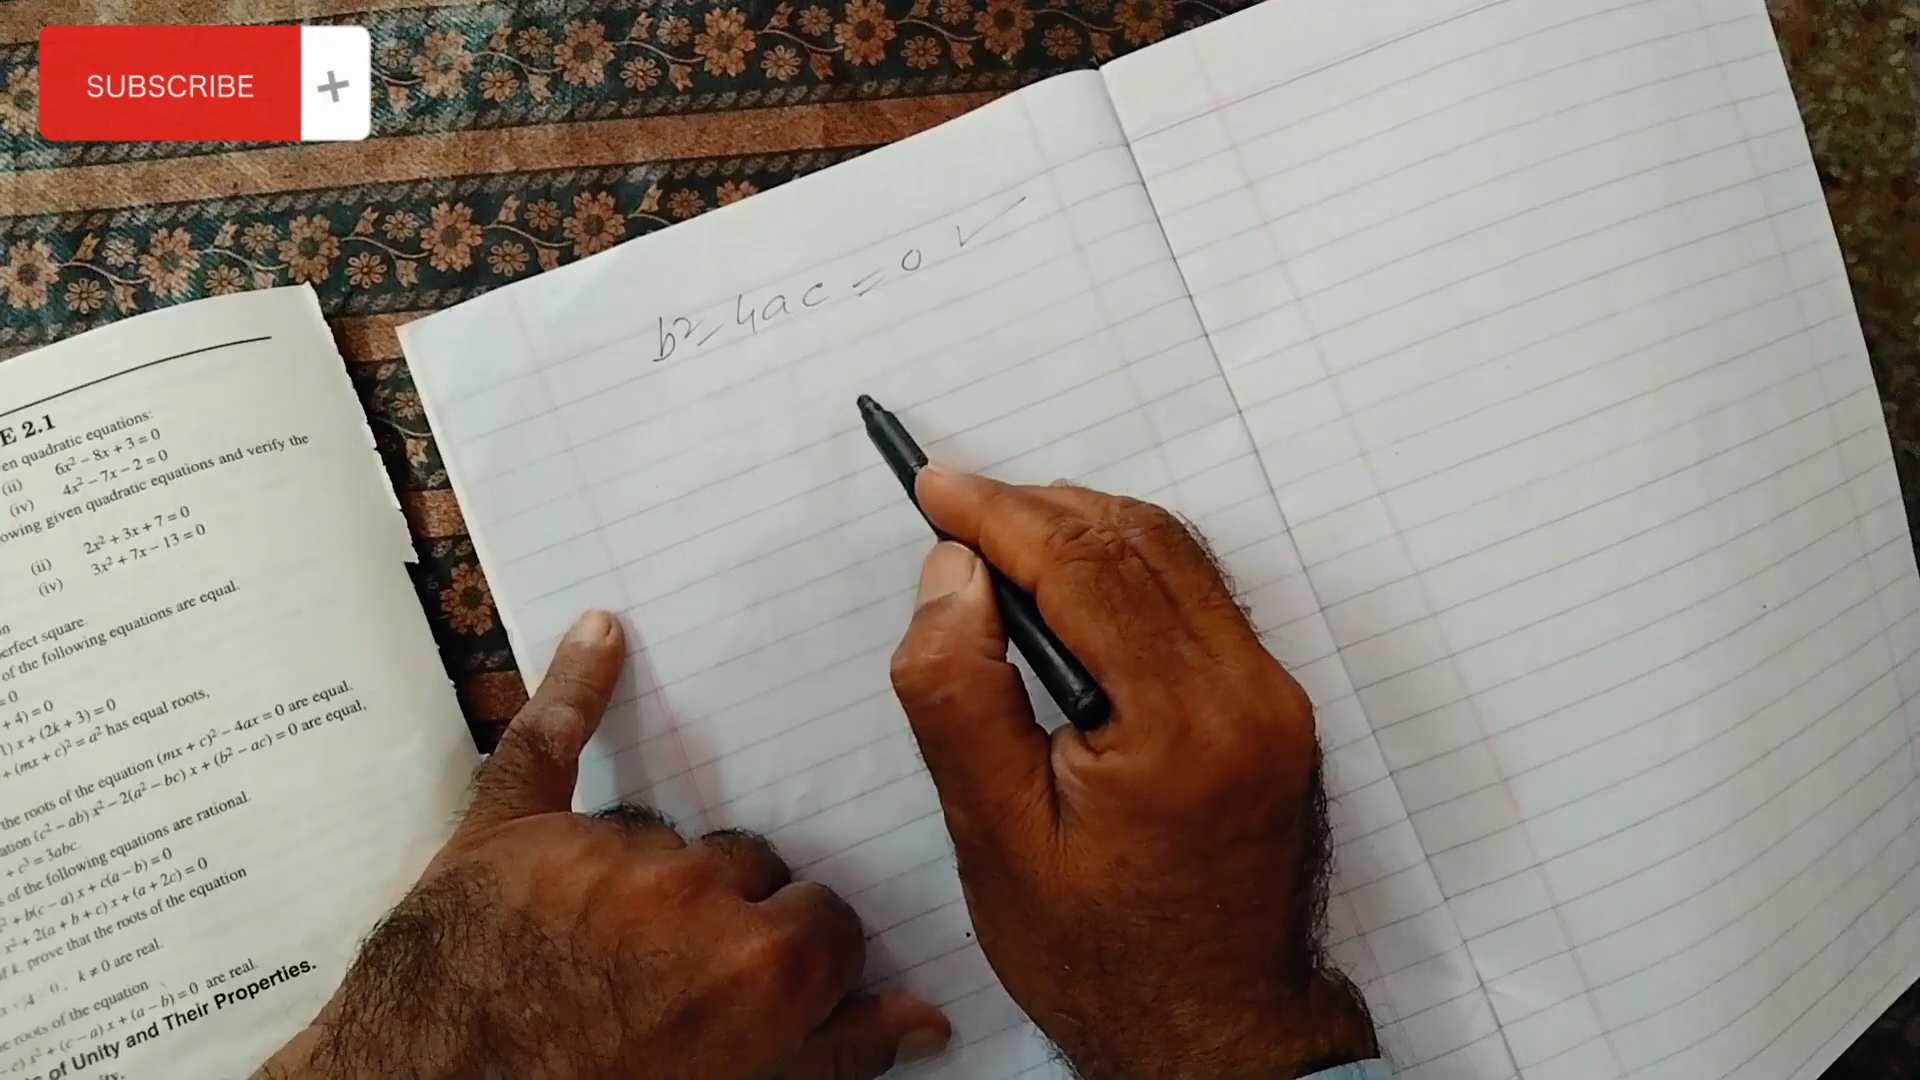 SUBSCRIBE +
b² - 4ac = 0 ✓
E 2.1
en quadratic equations:
(ii) 6x² − 8x + 3 = 0
(iv) 4x² − 7x − 2 = 0
owing given quadratic equations and verify the
(ii) 2x² + 3x + 7 = 0
(iv) 3x² + 7x − 13 = 0
n
erfect square.
of the following equations are equal.
= 0
+ 4) = 0
1) x + (2k + 3) = 0
+ (mx + c)² = a² has equal roots,
the roots of the equation (mx + c)² − 4ax = 0 are equal.
ation (c² − ab) x² − 2(a² − bc) x + (b² − ac) = 0 are equal,
+ c³ = 3abc.
of the following equations are rational.
² + b(c − a) x + c(a − b) = 0
x² + 2(a + b + c) x + (a + 2c) = 0
k, prove that the roots of the equation
k ≠ 0 are real.
roots of the equation
− c) x² + (c − a) x + (a − b) = 0 are real.
of Unity and Their Properties.
ity.